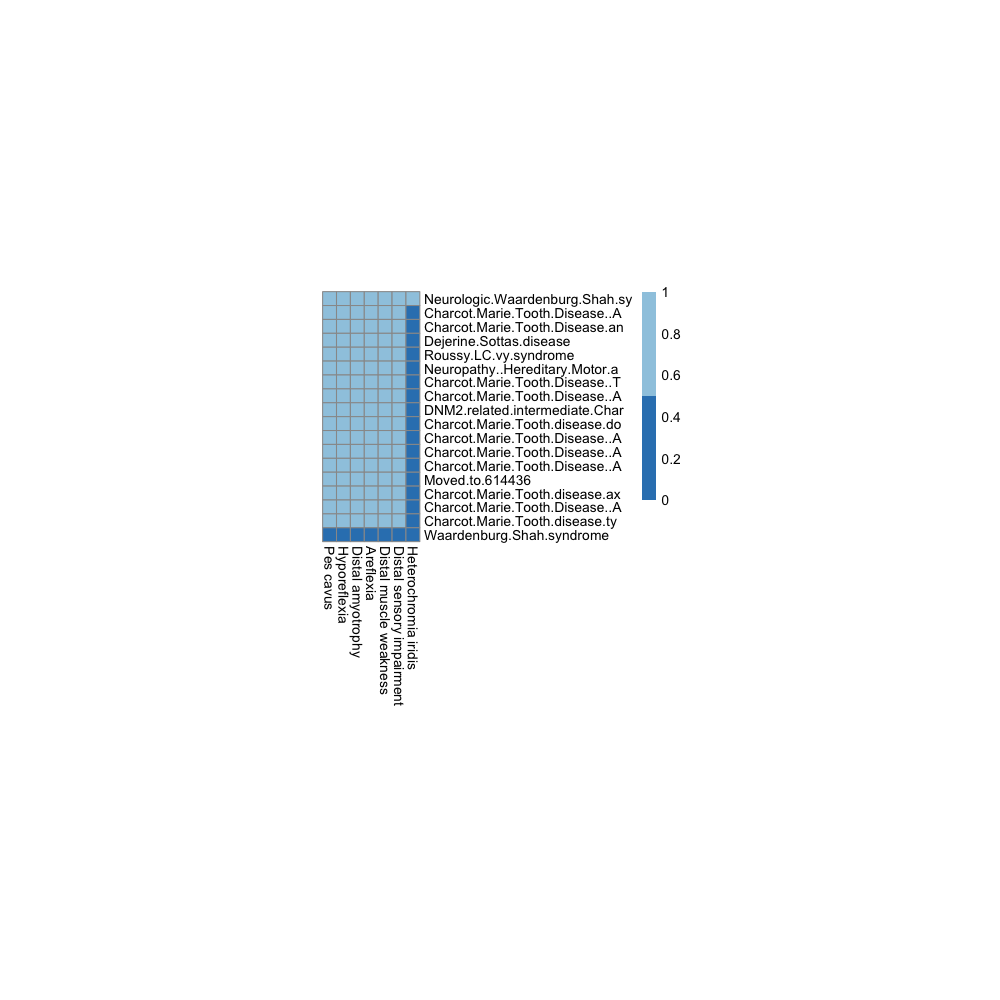 Neurologic.Waardenburg.Shah.sy
Charcot.Marie.Tooth.Disease..A
Charcot.Marie.Tooth.Disease.an
Dejerine.Sottas.disease
Roussy.LC.vy.syndrome
Neuropathy..Hereditary.Motor.a
Charcot.Marie.Tooth.Disease..T
Charcot.Marie.Tooth.Disease..A
DNM2.related.intermediate.Char
Charcot.Marie.Tooth.disease.do
Charcot.Marie.Tooth.Disease..A
Charcot.Marie.Tooth.Disease..A
Charcot.Marie.Tooth.Disease..A
Moved.to.614436
Charcot.Marie.Tooth.disease.ax
Charcot.Marie.Tooth.Disease..A
Charcot.Marie.Tooth.disease.ty
Waardenburg.Shah.syndrome
1
0.8
0.6
0.4
0.2
0
Pes cavus
Hyporeflexia
Distal amyotrophy
Areflexia
Distal muscle weakness
Distal sensory impairment
Heterochromia iridis